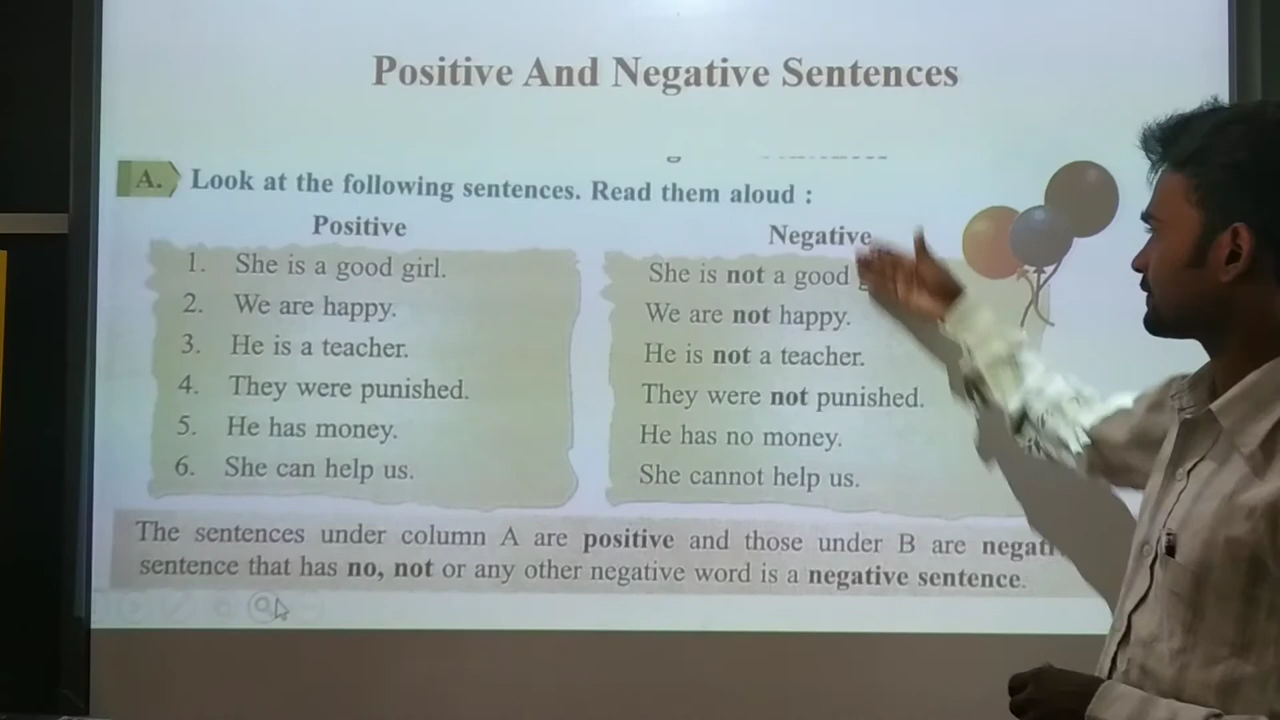 Positive And Negative Sentences
A. Look at the following sentences. Read them aloud :
Positive
1. She is a good girl.
2. We are happy.
3. He is a teacher.
4. They were punished.
5. He has money.
6. She can help us.
Negative
She is not a good
We are not happy.
He is not a teacher.
They were not punished.
He has no money.
She cannot help us.
The sentences under column A are positive and those under B are
sentence that has no, not or any other negative word is a negative sentence.